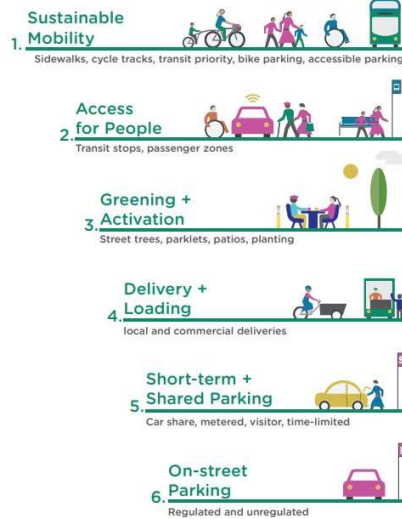 Sustainable
1. Mobility
Sidewalks, cycle tracks, transit priority, bike parking, accessible parking
Access
2. for People
Transit stops, passenger zones
Greening +
3. Activation
Street trees, parklets, patios, planting
Delivery +
4. Loading
local and commercial deliveries
Short-term +
5. Shared Parking
Car share, metered, visitor, time-limited
On-street
6. Parking
Regulated and unregulated